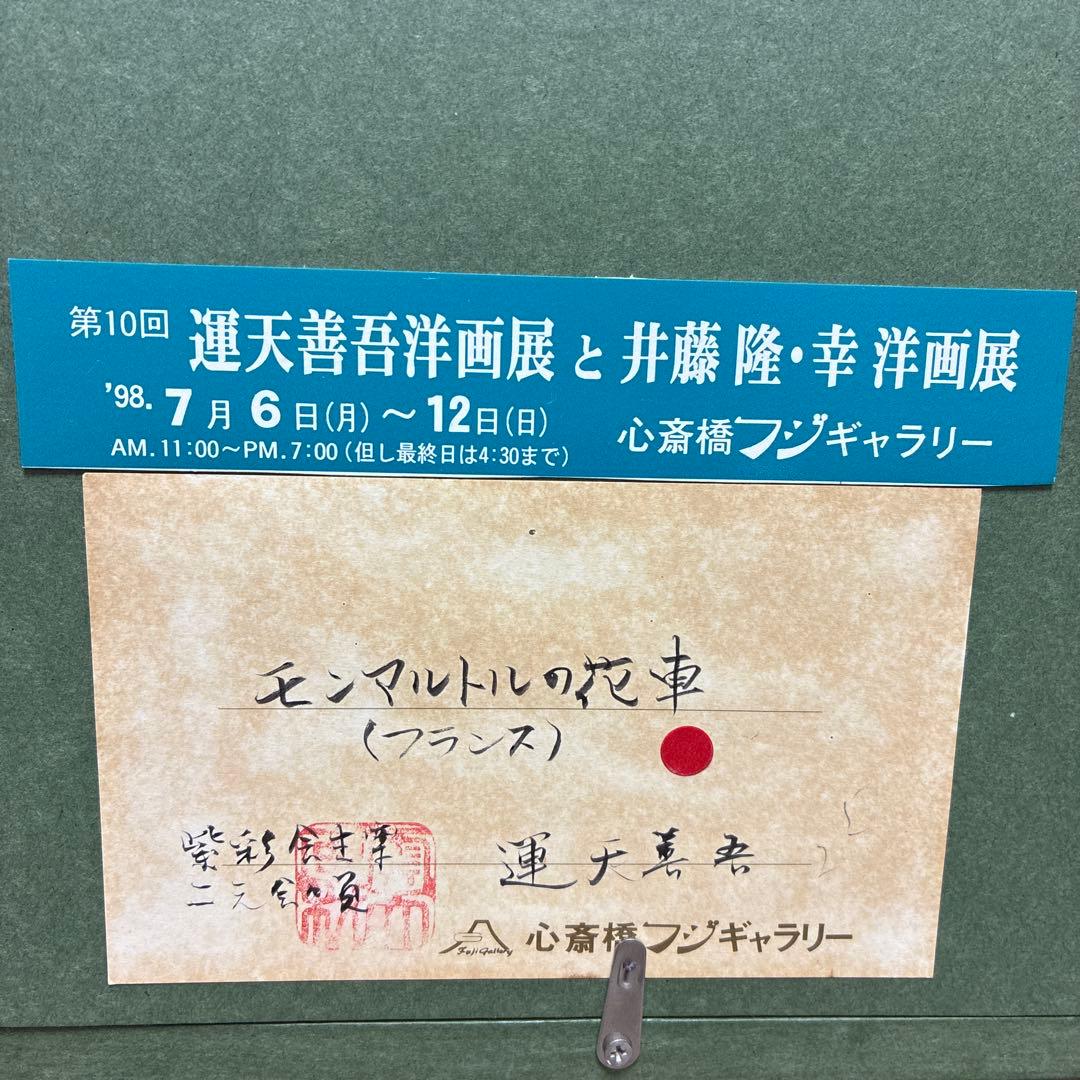 第10回 運天善吾洋画展 と 井藤 隆・幸 洋画展
'98. 7月 6日(月)〜12日(日)
AM.11:00〜PM.7:00(但し最終日は4:30まで)
心斎橋フジギャラリー
モンマルトルの花車
(フランス)
紫彩会主宰
二元会々員
運天善吾
Fuji Gallery
心斎橋フジギャラリー